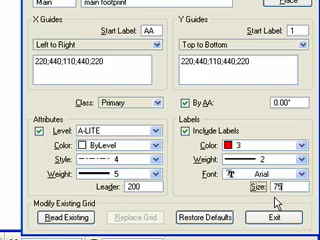 Main main footprint Place
X Guides Y Guides
Start Label: AA Start Label: 1
Left to Right Top to Bottom
220;440;110;440;220 220;440;110;440;220
Class: Primary By AA: 0.00°
Attributes Labels
Level: A-LITE Include Labels
Color: ByLevel Color: 3
Style: 4 Weight: 2
Weight: 5 Font: Arial
Leader: 200 Size: 75
Modify Existing Grid
Read Existing Replace Grid Restore Defaults Exit